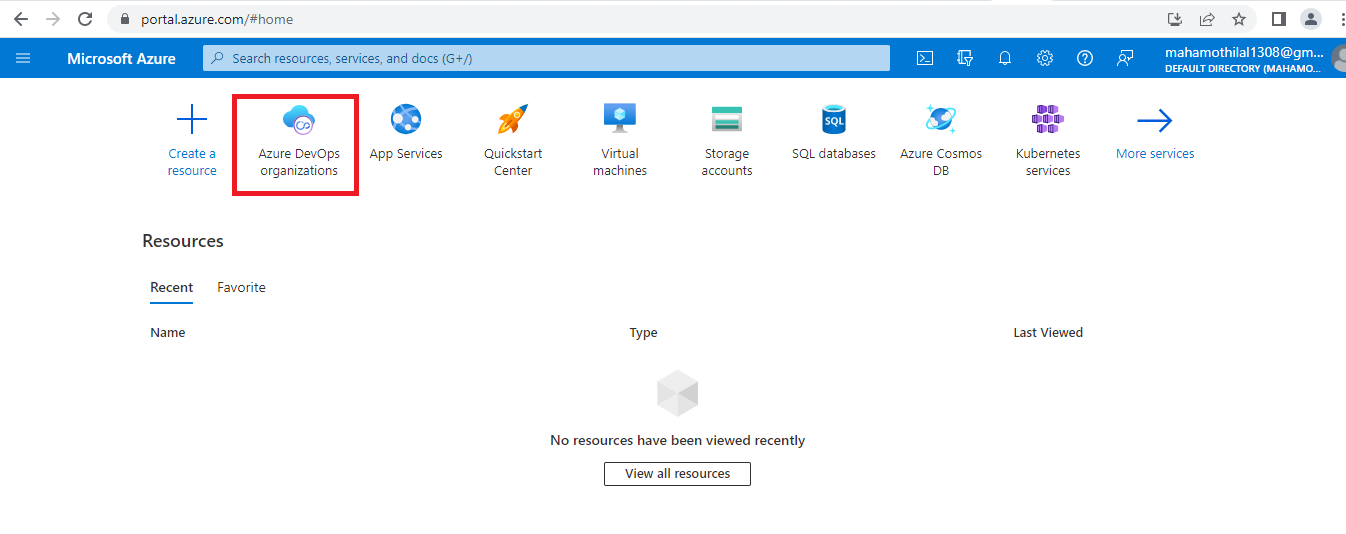 portal.azure.com/#home
Microsoft Azure
Search resources, services, and docs (G+/)
mahamothilal1308@gm...
DEFAULT DIRECTORY (MAHAMO...
Create a
resource
Azure DevOps
organizations
App Services
Quickstart
Center
Virtual
machines
Storage
accounts
SQL
SQL databases
Azure Cosmos
DB
Kubernetes
services
More services
Resources
Recent
Favorite
Name
Type
Last Viewed
No resources have been viewed recently
View all resources